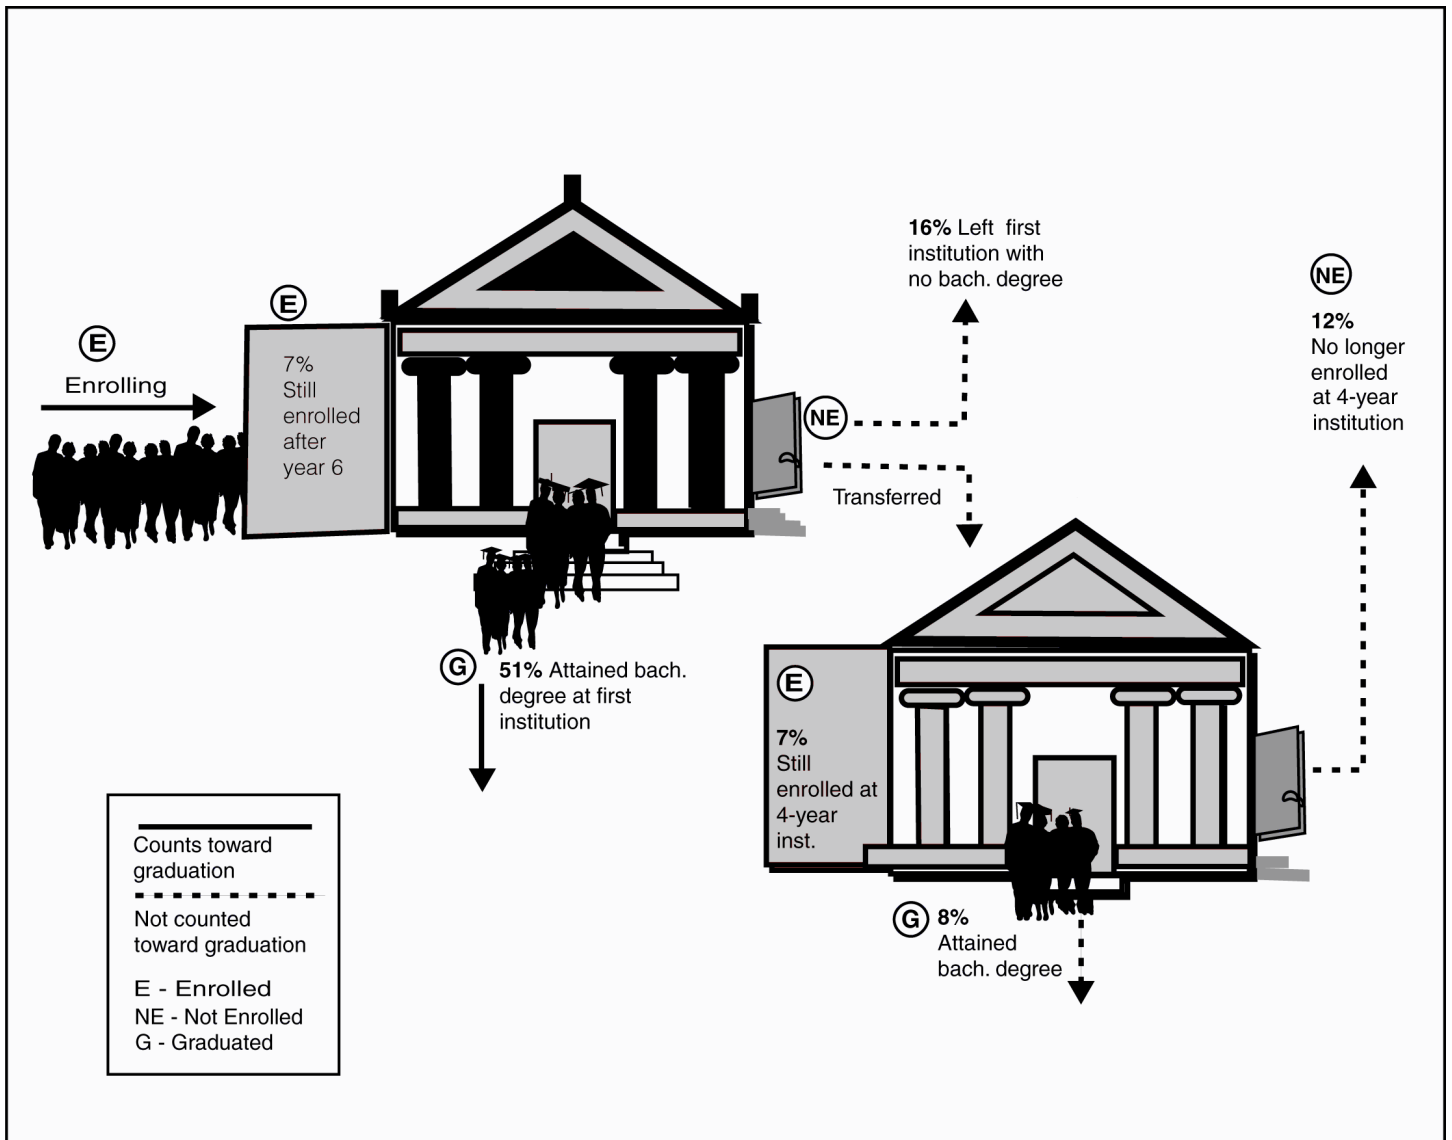 E
Enrolling
E
7%
Still
enrolled
after
year 6
16% Left first
institution with
no bach. degree
NE
Transferred
NE
12%
No longer
enrolled
at 4-year
institution
G
51% Attained bach.
degree at first
institution
E
7%
Still
enrolled at
4-year
inst.
G
8%
Attained
bach. degree
Counts toward
graduation
Not counted
toward graduation
E - Enrolled
NE - Not Enrolled
G - Graduated